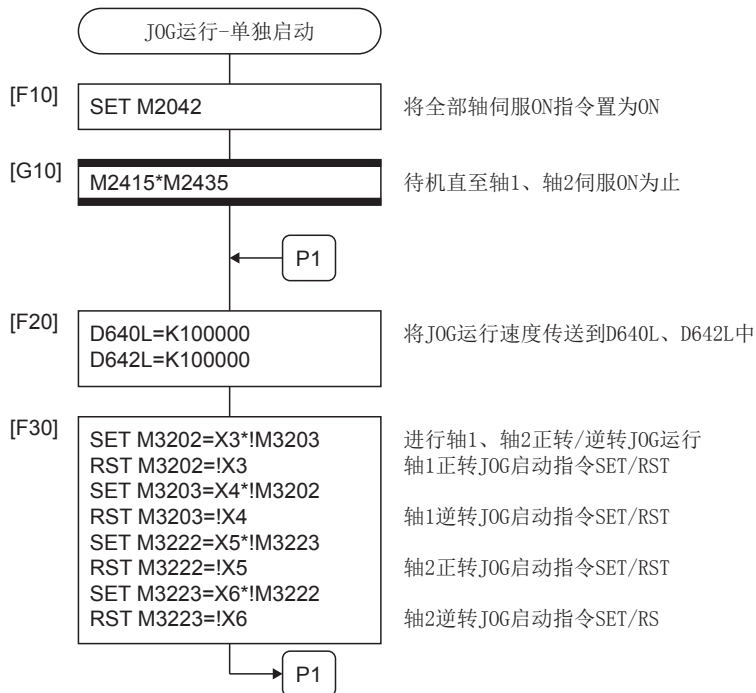 JOG运行-单独启动
[F10]
SET M2042
将全部轴伺服ON指令置为ON
[G10]
M2415*M2435
待机直至轴1、轴2伺服ON为止
P1
[F20]
D640L=K100000
将JOG运行速度传送到D640L、D642L中
D642L=K100000
[F30]
SET M3202=X3*!M3203
进行轴1、轴2正转/逆转JOG运行
RST M3202=!X3
轴1正转JOG启动指令SET/RST
SET M3203=X4*!M3202
RST M3203=!X4
轴1逆转JOG启动指令SET/RST
SET M3222=X5*!M3223
RST M3222=!X5
轴2正转JOG启动指令SET/RST
SET M3223=X6*!M3222
RST M3223=!X6
轴2逆转JOG启动指令SET/RS
P1